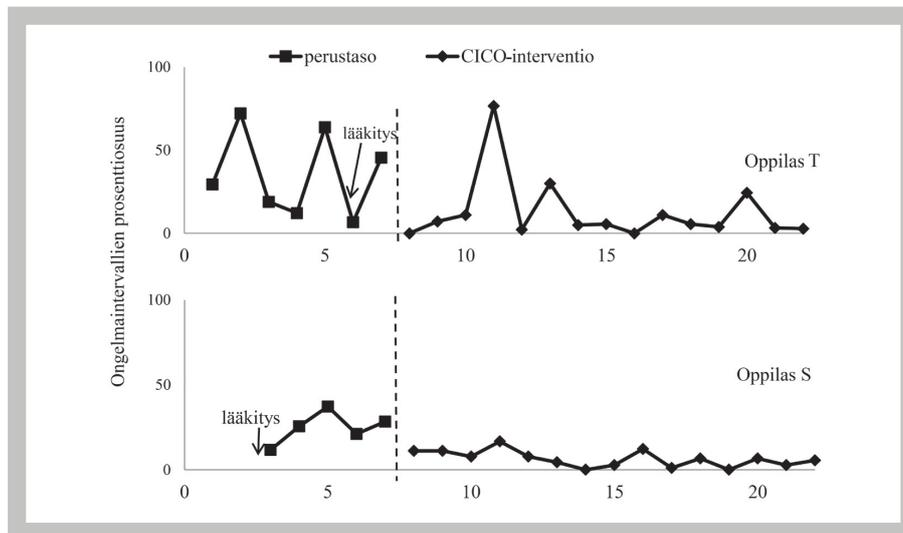 perustaso CICO-interventio
Ongelmaintervallien prosenttiosuus
100
50
0
lääkitys
Oppilas T
0 5 10 15 20
100
50
0
lääkitys
Oppilas S
0 5 10 15 20